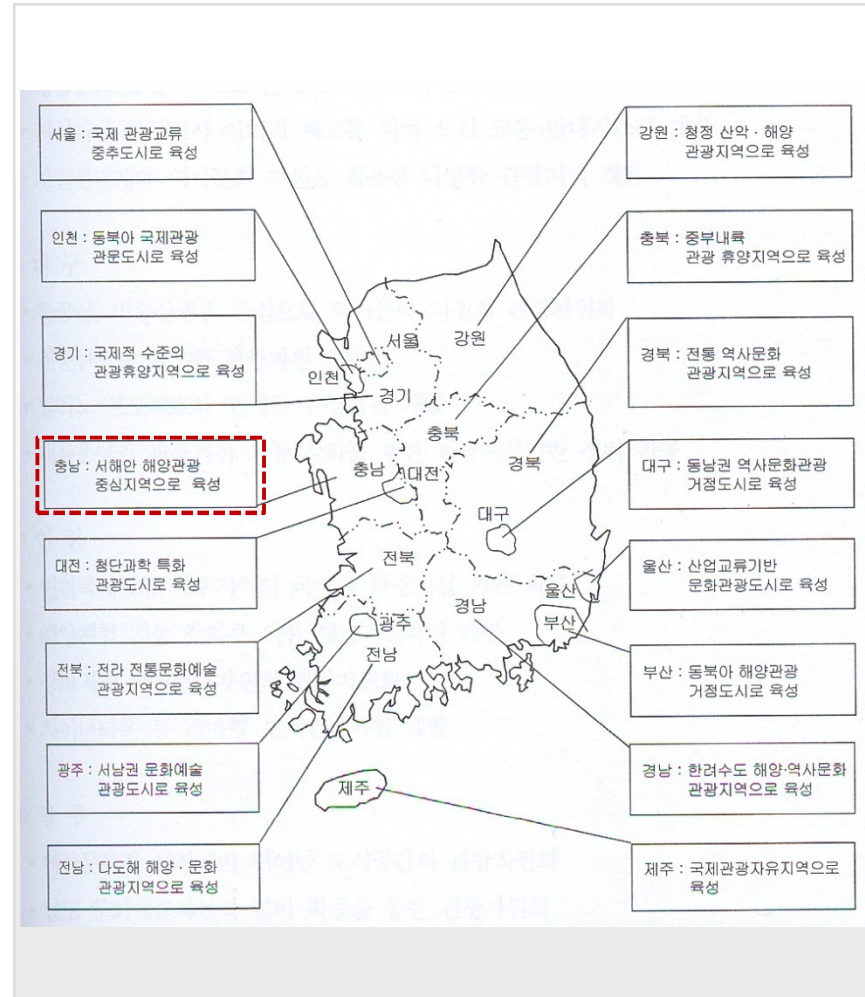 서울 : 국제 관광교류
중추도시로 육성
인천 : 동북아 국제관광
관문도시로 육성
경기 : 국제적 수준의
관광휴양지역으로 육성
충남 : 서해안 해양관광
중심지역으로 육성
대전 : 첨단과학 특화
관광도시로 육성
전북 : 전라 전통문화예술
관광지역으로 육성
광주 : 서남권 문화예술
관광도시로 육성
전남 : 다도해 해양 · 문화
관광지역으로 육성
서울
강원
인천
경기
충북
충남
대전
경북
대구
전북
울산
경남
광주
부산
전남
제주
강원 : 청정 산악 · 해양
관광지역으로 육성
충북 : 중부내륙
관광 휴양지역으로 육성
경북 : 전통 역사문화
관광지역으로 육성
대구 : 동남권 역사문화관광
거점도시로 육성
울산 : 산업교류기반
문화관광도시로 육성
부산 : 동북아 해양관광
거점도시로 육성
경남 : 한려수도 해양·역사문화
관광지역으로 육성
제주 : 국제관광자유지역으로
육성